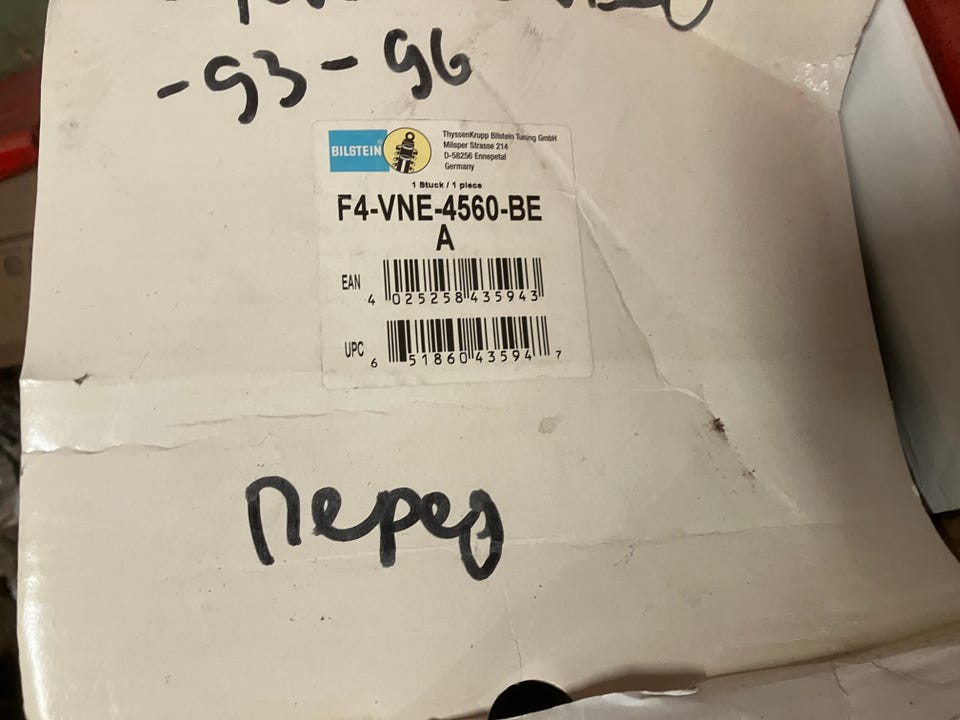 -93-96
BILSTEIN
ThyssenKrupp Bilstein Tuning GmbH
Milsper Strasse 214
D-58256 Ennepetal
Germany
1 Stuck / 1 piece
F4-VNE-4560-BE
A
EAN
4 025258 435943
UPC
6 51860 43594 7
перед